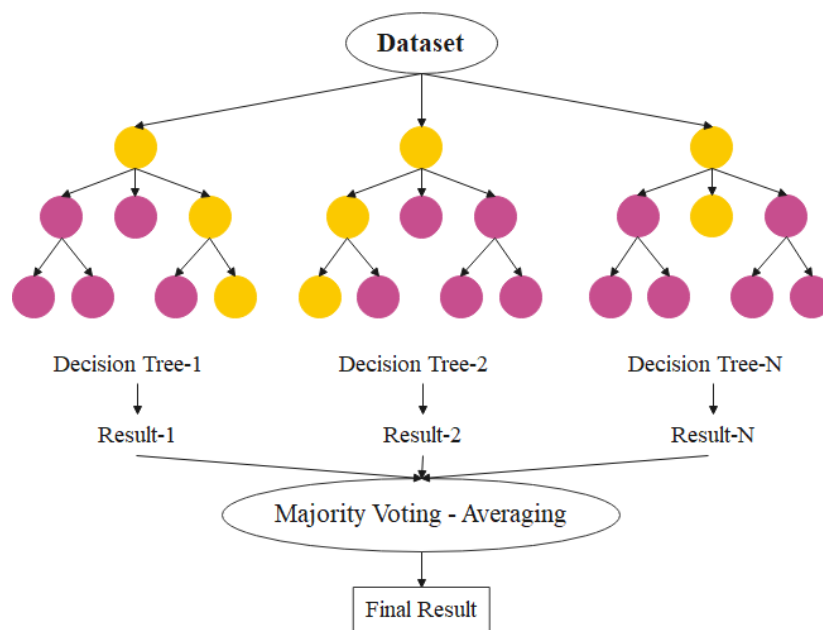 Dataset
Decision Tree-1
Decision Tree-2
Decision Tree-N
Result-1
Result-2
Result-N
Majority Voting - Averaging
Final Result